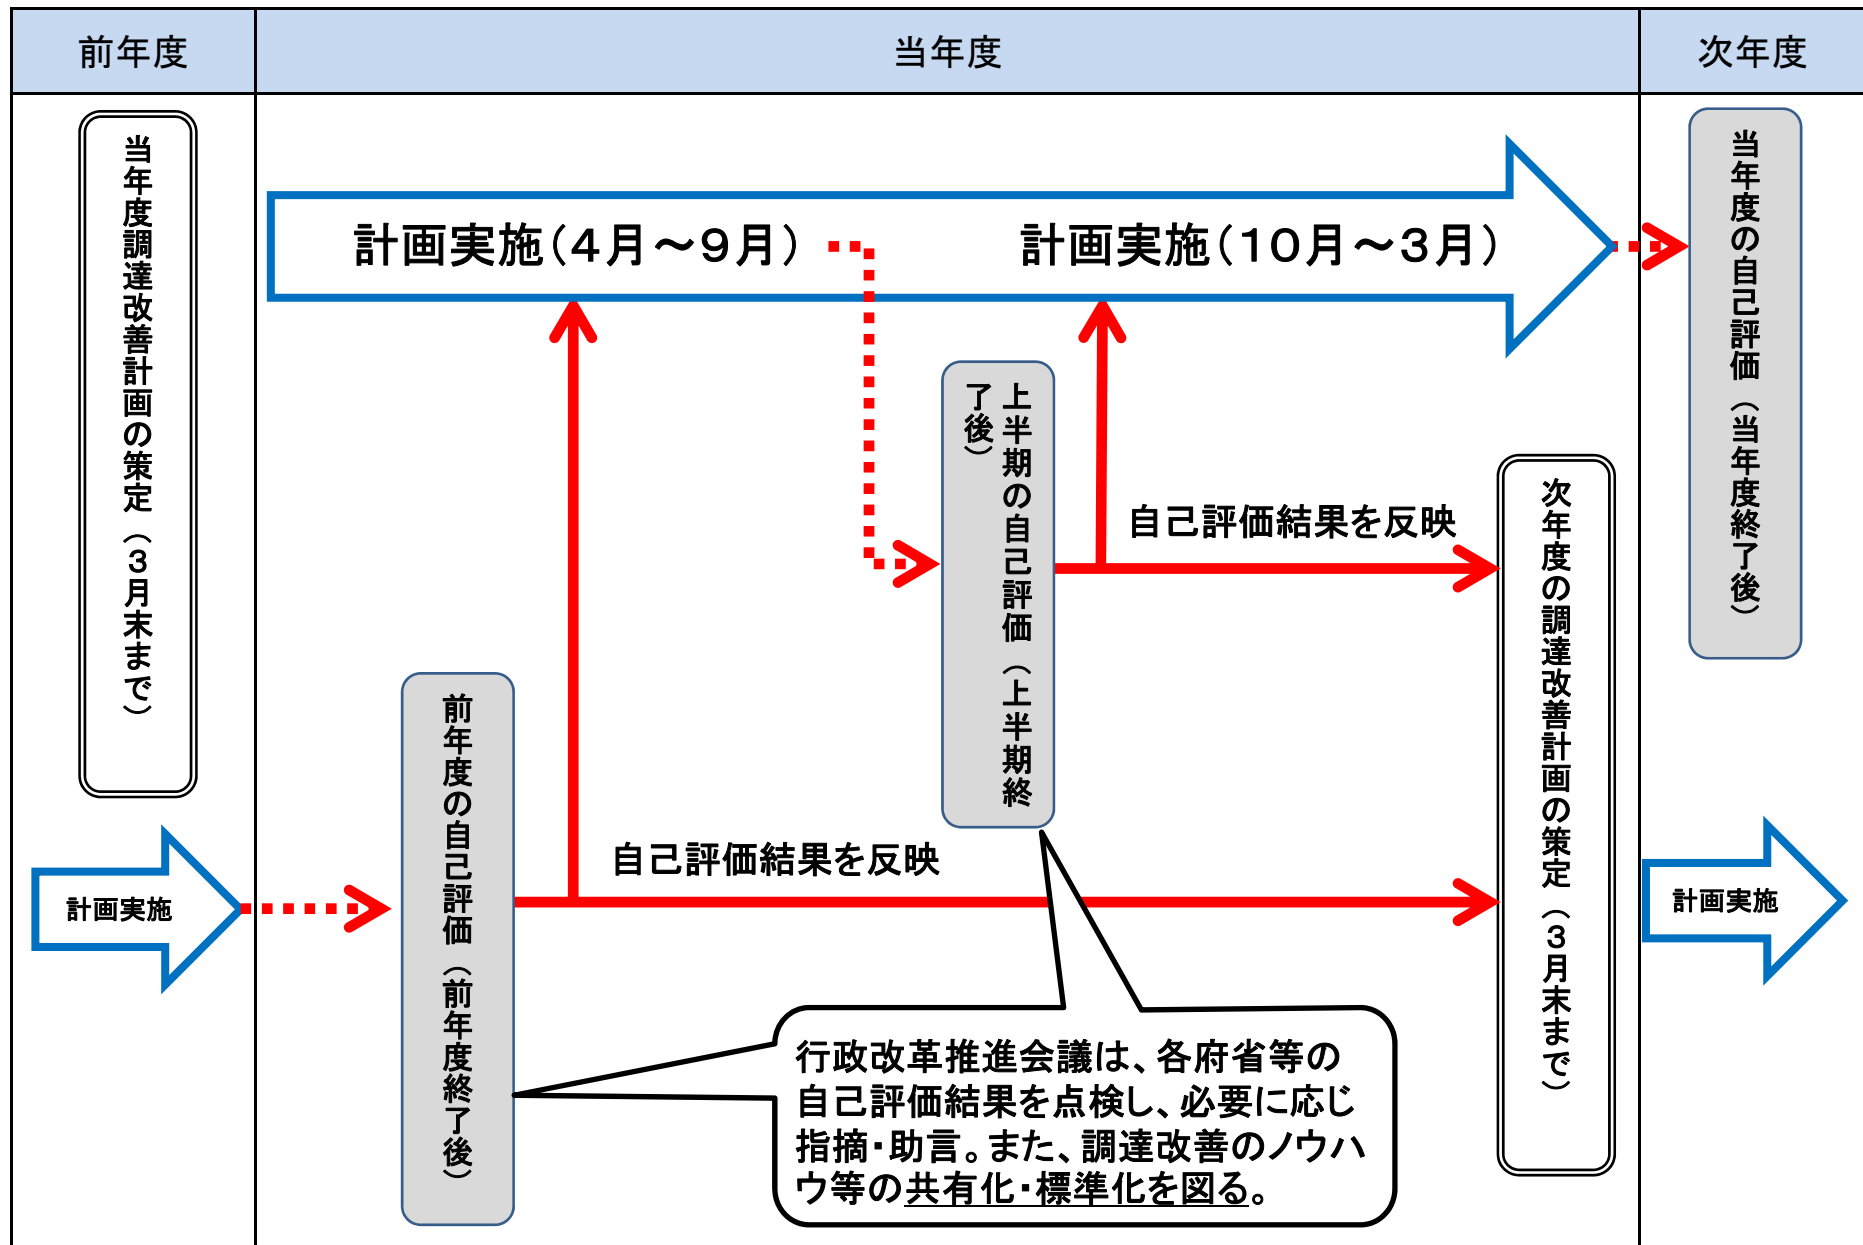 前年度
当年度
次年度
当年度調達改善計画の策定（３月末まで）
計画実施
計画実施（４月～９月）
計画実施（１０月～３月）
前年度の自己評価（前年度終了後）
自己評価結果を反映
上半期の自己評価（上半期終
了後）
自己評価結果を反映
次年度の調達改善計画の策定（３月末まで）
行政改革推進会議は、各府省等の
自己評価結果を点検し、必要に応じ
指摘・助言。また、調達改善のノウハ
ウ等の共有化・標準化を図る。
当年度の自己評価（当年度終了後）
計画実施